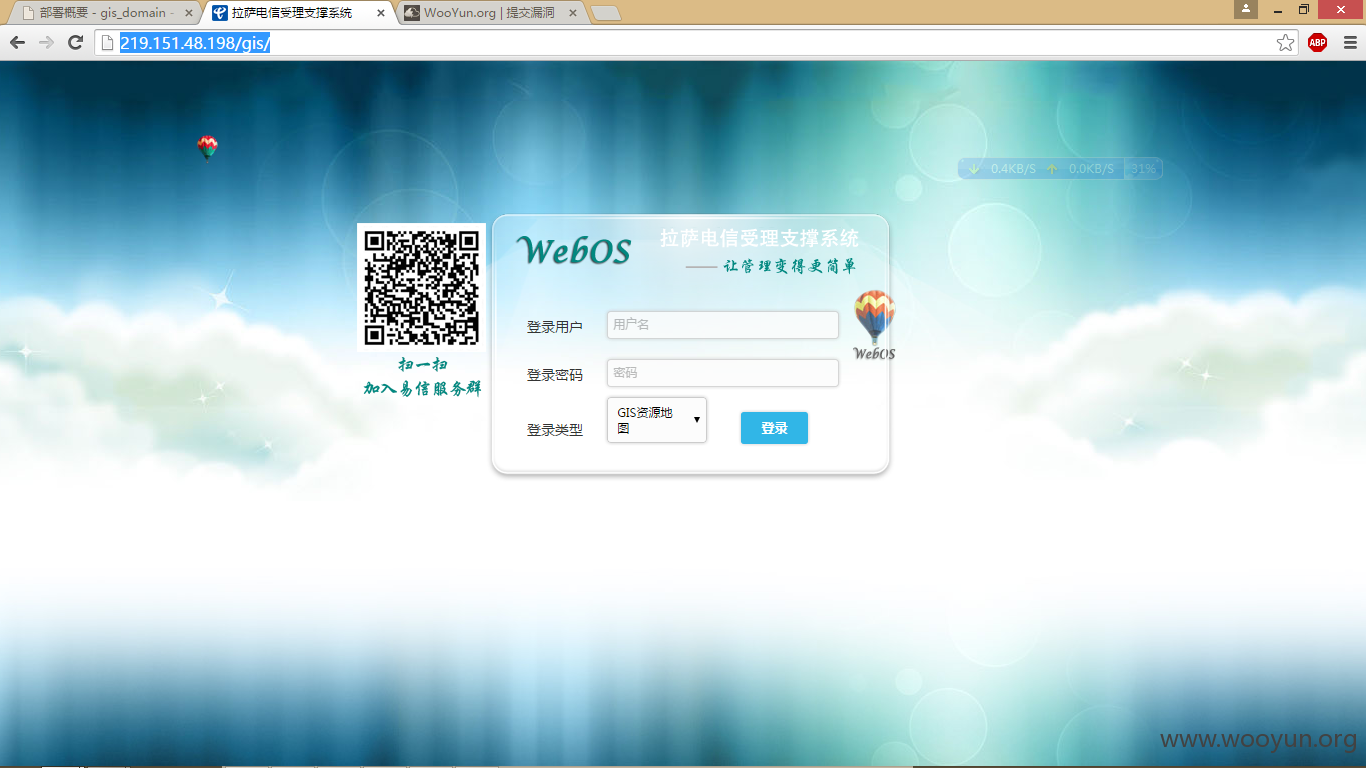 部署概要 - gis_domain -
拉萨电信受理支撑系统
WooYun.org | 提交漏洞
219.151.48.198/gis/
ABP
0.4KB/S 0.0KB/S 31%
WebOS
拉萨电信受理支撑系统
—— 让管理变得更简单
扫一扫
加入易信服务群
登录用户 用户名
WebOS
登录密码 密码
登录类型 GIS资源地图 登录
www.wooyun.org